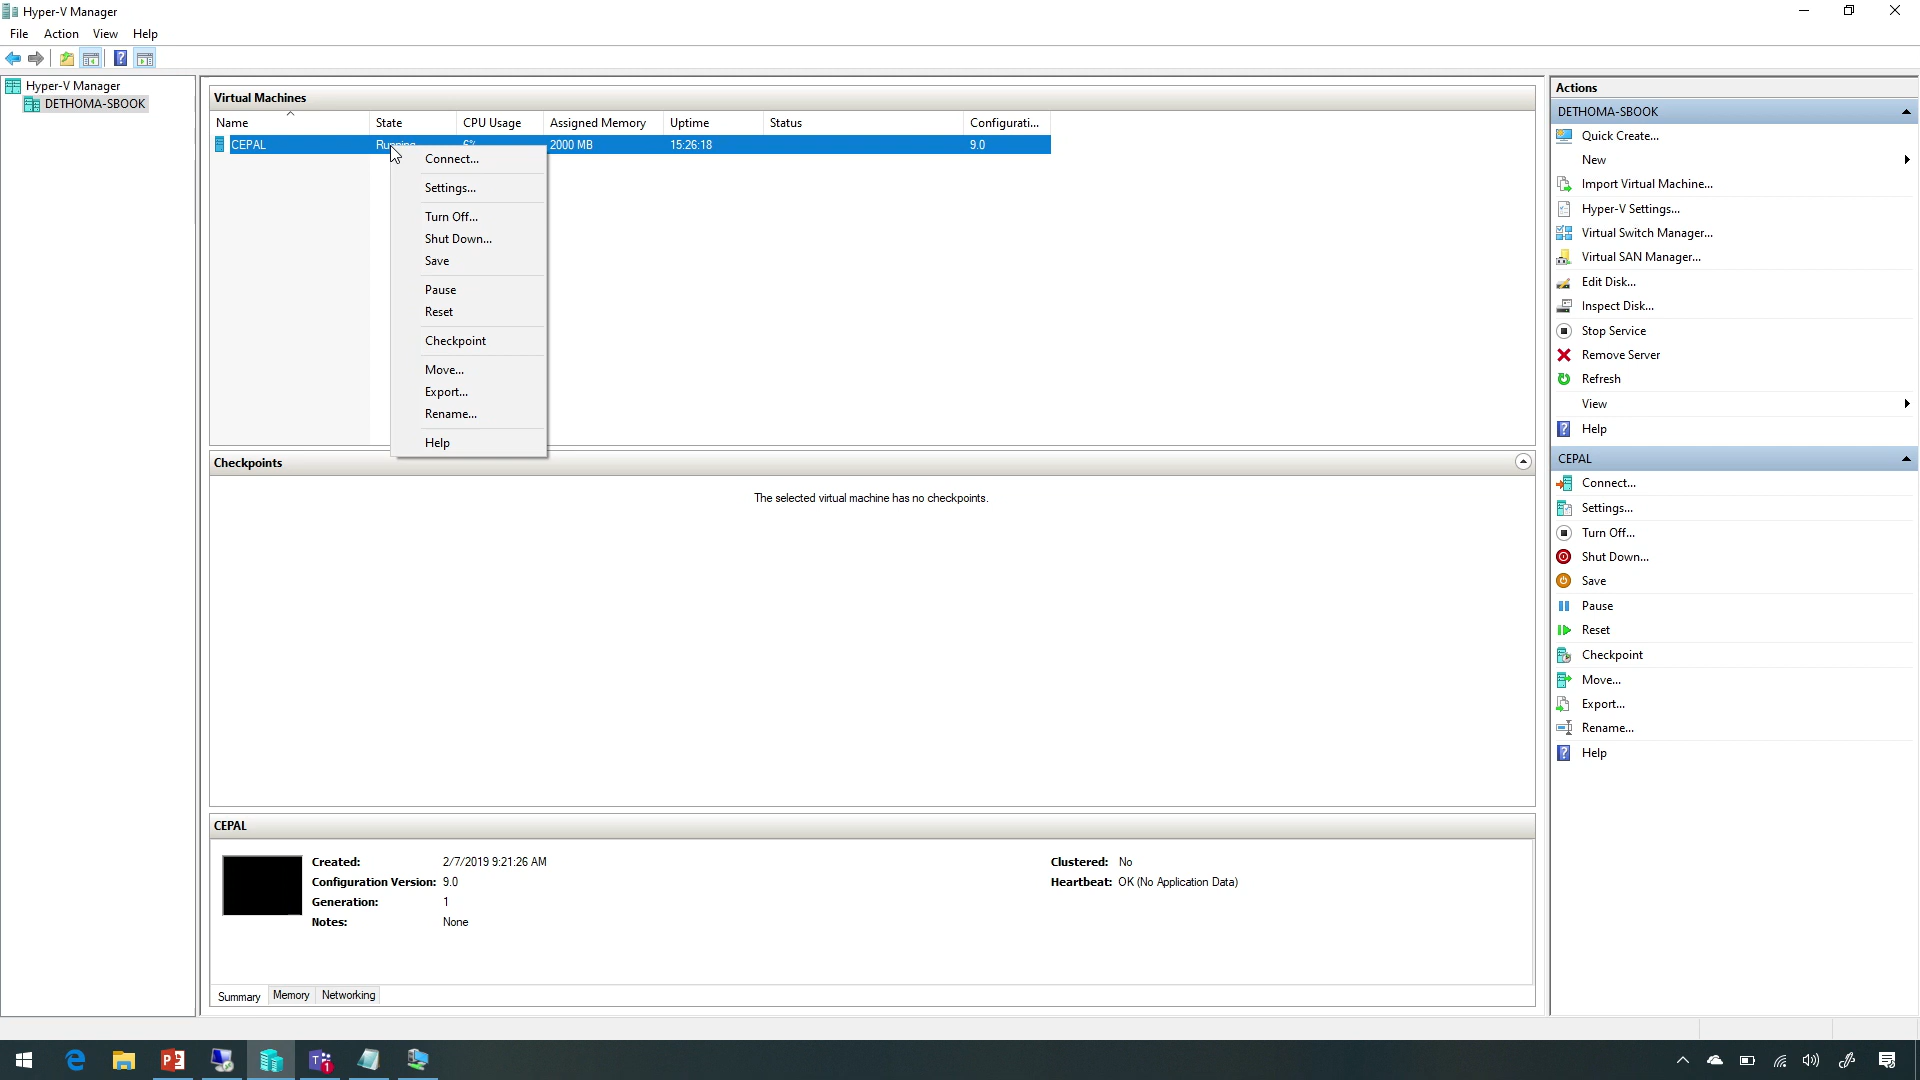 Hyper-V Manager
File Action View Help
Hyper-V Manager
DETHOMA-SBOOK
Virtual Machines
Name State CPU Usage Assigned Memory Uptime Status Configurati...
CEPAL Running 6% 2000 MB 15:26:18 9.0
Connect...
Settings...
Turn Off...
Shut Down...
Save
Pause
Reset
Checkpoint
Move...
Export...
Rename...
Help
Checkpoints
The selected virtual machine has no checkpoints.
CEPAL
Created: 2/7/2019 9:21:26 AM Clustered: No
Configuration Version: 9.0 Heartbeat: OK (No Application Data)
Generation: 1
Notes: None
Summary Memory Networking
Actions
DETHOMA-SBOOK
Quick Create...
New
Import Virtual Machine...
Hyper-V Settings...
Virtual Switch Manager...
Virtual SAN Manager...
Edit Disk...
Inspect Disk...
Stop Service
Remove Server
Refresh
View
Help
CEPAL
Connect...
Settings...
Turn Off...
Shut Down...
Save
Pause
Reset
Checkpoint
Move...
Export...
Rename...
Help